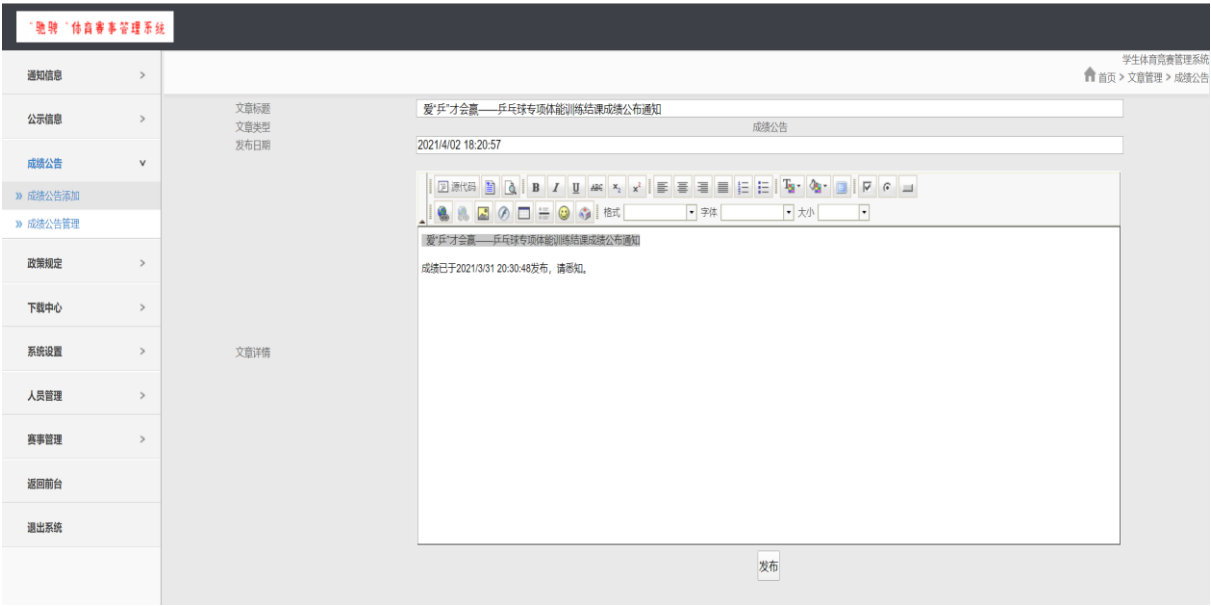 "驰骋"体育赛事管理系统
学生体育竞赛管理系统
首页 > 文章管理 > 成绩公告
通知信息 >
公示信息 >
成绩公告 ∨
» 成绩公告添加
» 成绩公告管理
政策规定 >
下载中心 >
系统设置 >
人员管理 >
赛事管理 >
返回前台
退出系统
文章标题 爱"乒"才会赢——乒乓球专项体能训练结课成绩公布通知
文章类型 成绩公告
发布日期 2021/4/02 18:20:57
源代码 B I U ABC x₂ x²
格式 字体 大小
文章详情
爱"乒"才会赢——乒乓球专项体能训练结课成绩公布通知
成绩已于2021/3/31 20:30:48发布，请悉知。
发布